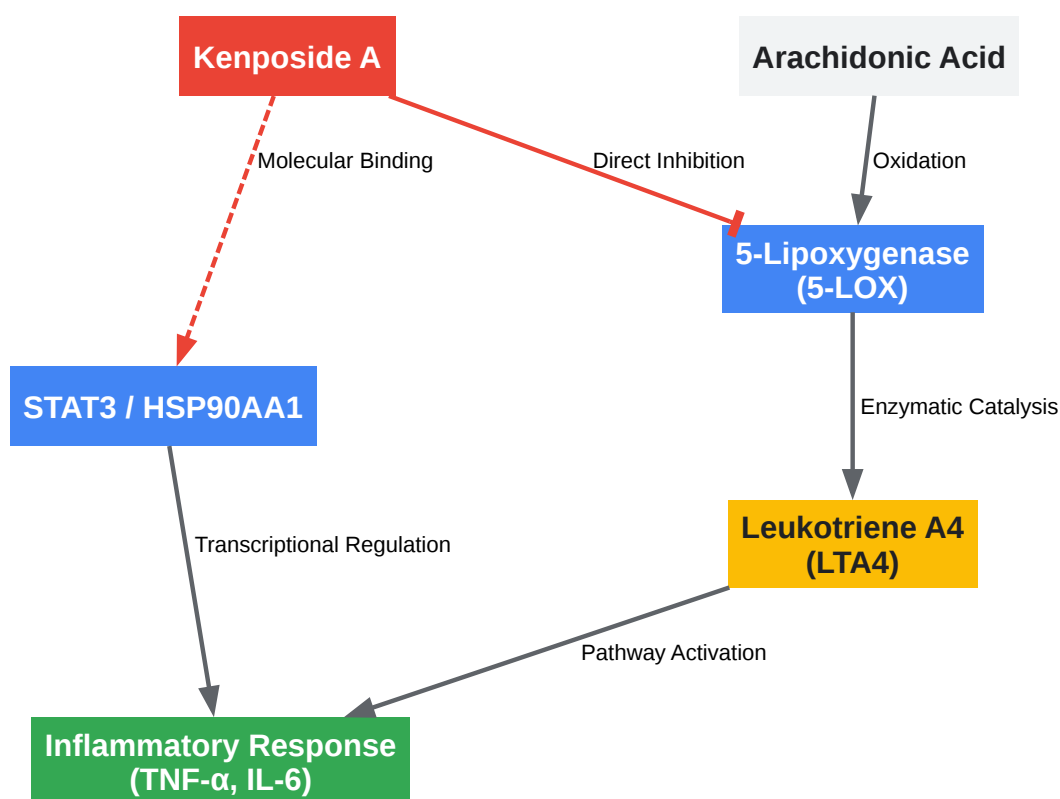 Kenposide A
Arachidonic Acid
Molecular Binding
Direct Inhibition
Oxidation
5-Lipoxygenase
(5-LOX)
STAT3 / HSP90AA1
Enzymatic Catalysis
Leukotriene A4
(LTA4)
Transcriptional Regulation
Pathway Activation
Inflammatory Response
(TNF-α, IL-6)